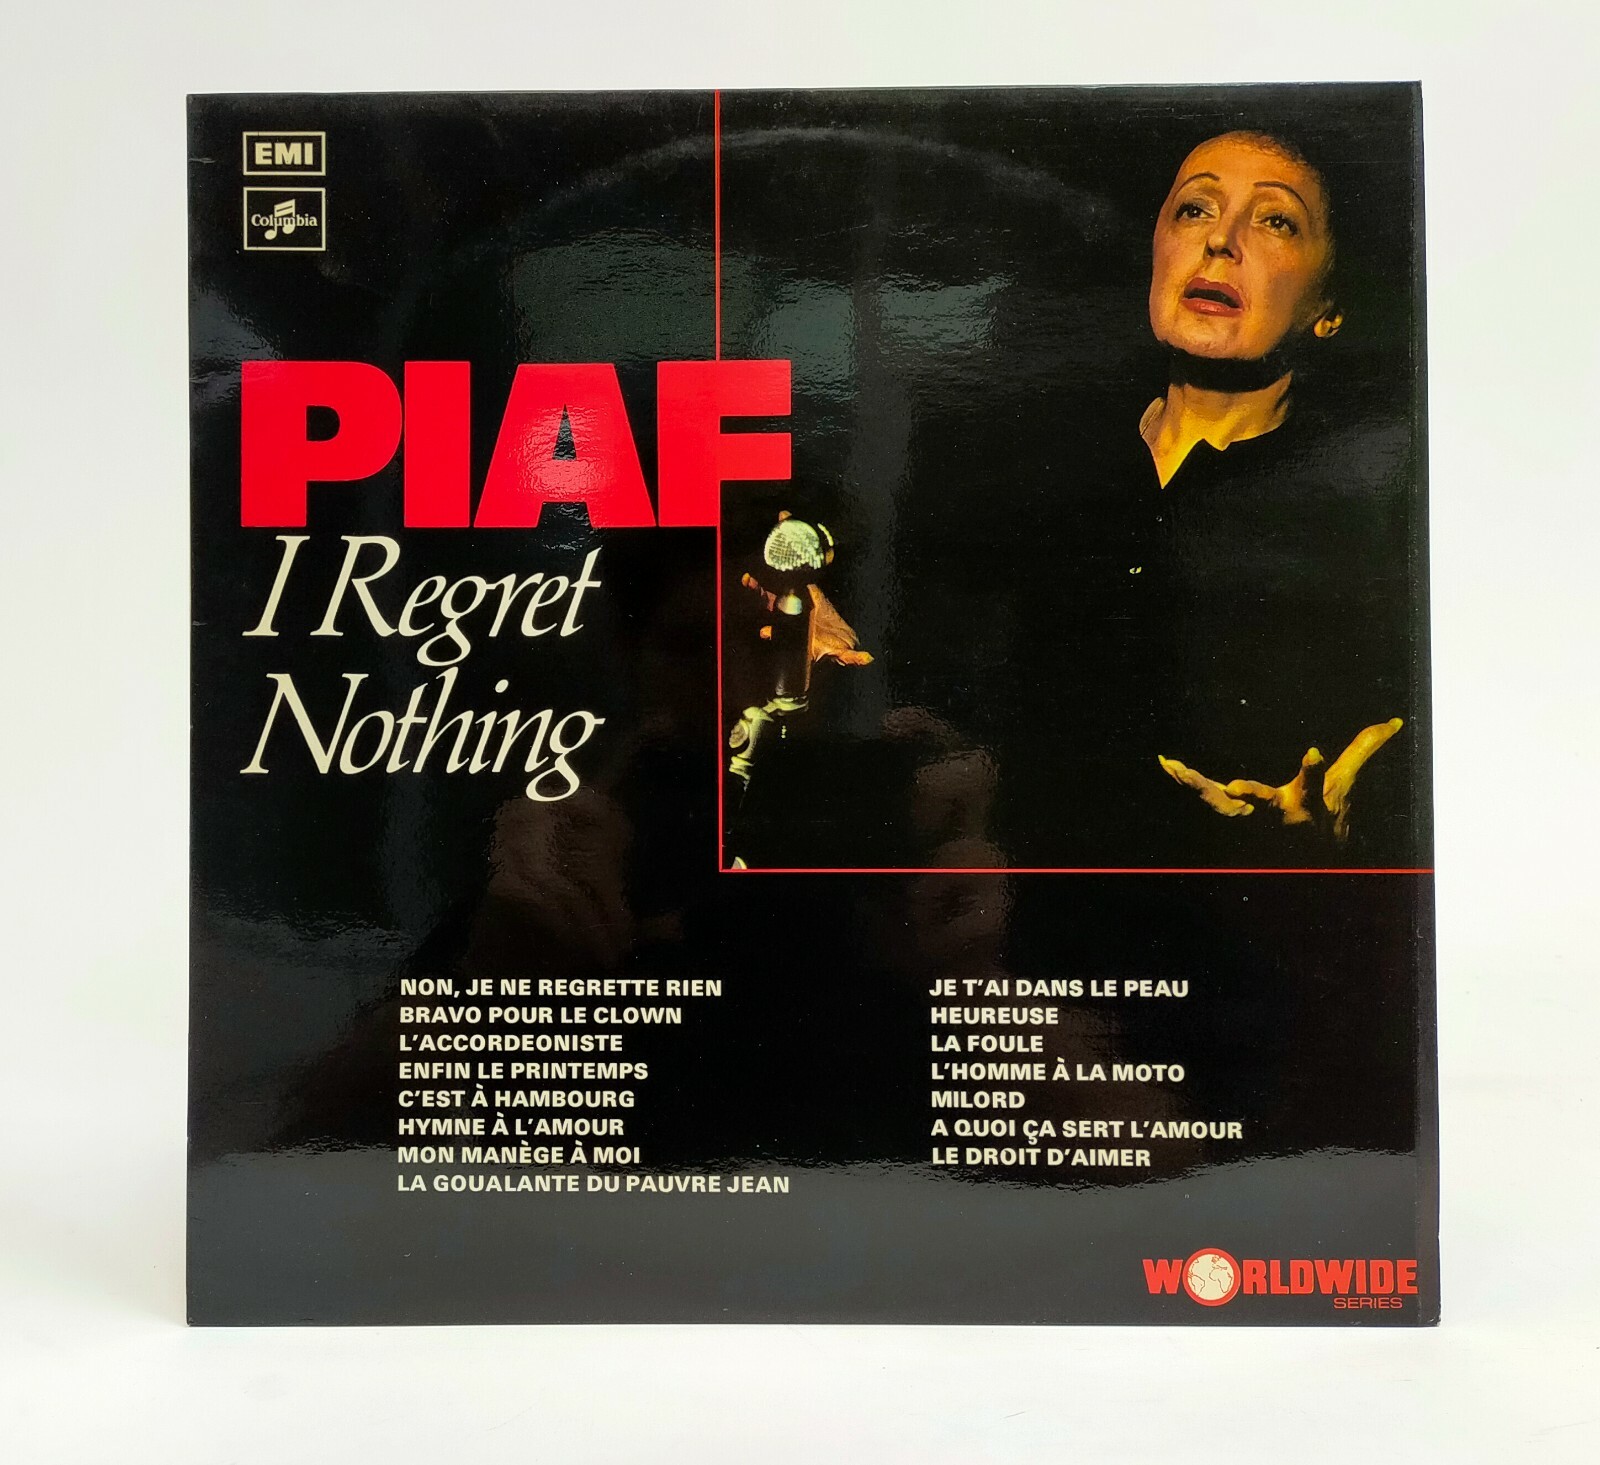 EMI
Columbia
PIAF
I Regret
Nothing
NON, JE NE REGRETTE RIEN
BRAVO POUR LE CLOWN
L'ACCORDEONISTE
ENFIN LE PRINTEMPS
C'EST À HAMBOURG
HYMNE À L'AMOUR
MON MANÈGE À MOI
LA GOUALANTE DU PAUVRE JEAN
JE T'AI DANS LE PEAU
HEUREUSE
LA FOULE
L'HOMME À LA MOTO
MILORD
A QUOI ÇA SERT L'AMOUR
LE DROIT D'AIMER
WORLDWIDE
SERIES